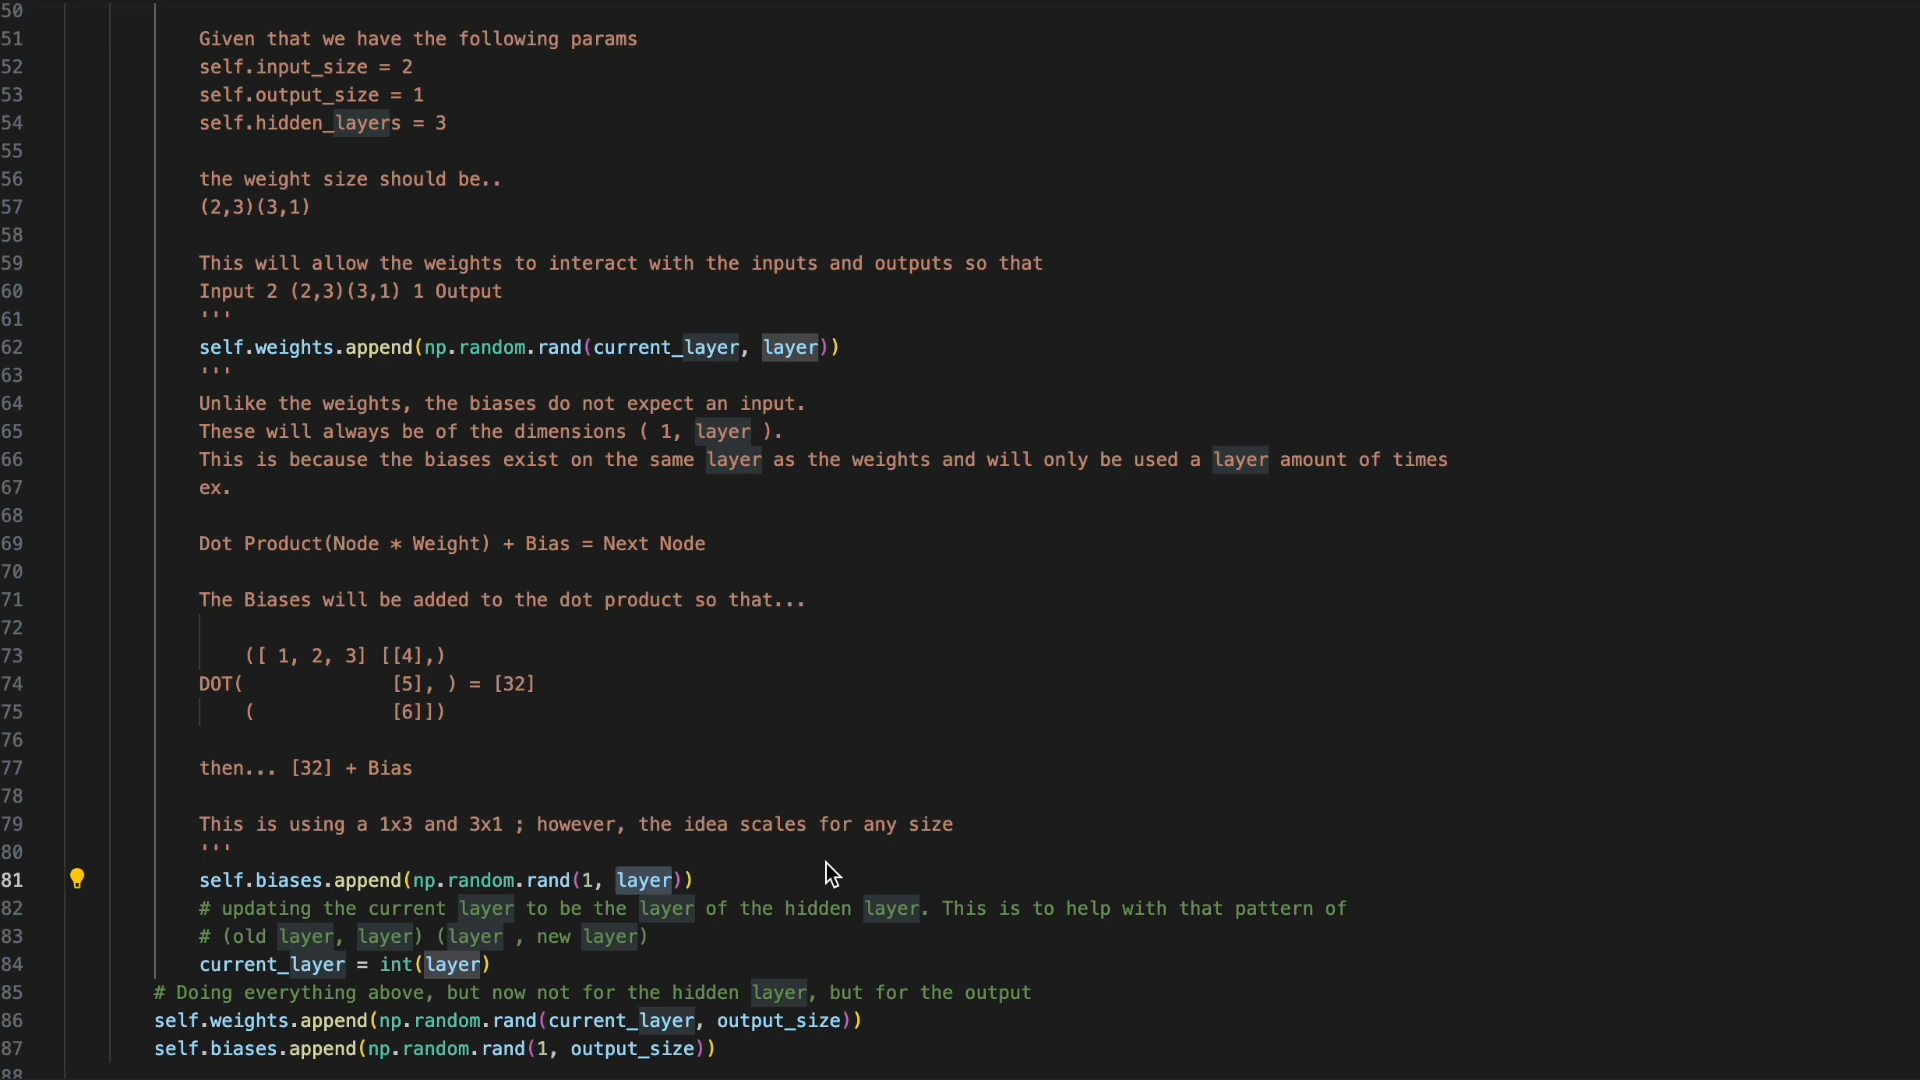 50
51 Given that we have the following params
52 self.input_size = 2
53 self.output_size = 1
54 self.hidden_layers = 3
55
56 the weight size should be..
57 (2,3)(3,1)
58
59 This will allow the weights to interact with the inputs and outputs so that
60 Input 2 (2,3)(3,1) 1 Output
61 '''
62 self.weights.append(np.random.rand(current_layer, layer))
63 '''
64 Unlike the weights, the biases do not expect an input.
65 These will always be of the dimensions ( 1, layer ).
66 This is because the biases exist on the same layer as the weights and will only be used a layer amount of times
67 ex.
68
69 Dot Product(Node * Weight) + Bias = Next Node
70
71 The Biases will be added to the dot product so that...
72
73 ([ 1, 2, 3] [[4],)
74 DOT( [5], ) = [32]
75 ( [6]])
76
77 then... [32] + Bias
78
79 This is using a 1x3 and 3x1 ; however, the idea scales for any size
80 '''
81 self.biases.append(np.random.rand(1, layer))
82 # updating the current layer to be the layer of the hidden layer. This is to help with that pattern of
83 # (old layer, layer) (layer , new layer)
84 current_layer = int(layer)
85 # Doing everything above, but now not for the hidden layer, but for the output
86 self.weights.append(np.random.rand(current_layer, output_size))
87 self.biases.append(np.random.rand(1, output_size))
88